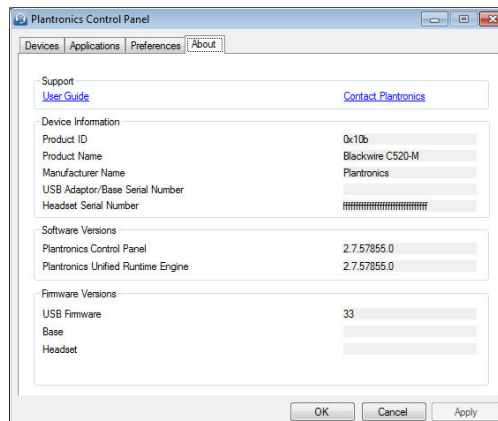 Plantronics Control Panel
Devices Applications Preferences About
Support
User Guide Contact Plantronics
Device Information
Product ID 0x10b
Product Name Blackwire C520-M
Manufacturer Name Plantronics
USB Adaptor/Base Serial Number
Headset Serial Number
Software Versions
Plantronics Control Panel 2.7.57855.0
Plantronics Unified Runtime Engine 2.7.57855.0
Firmware Versions
USB Firmware 33
Base
Headset
OK Cancel Apply